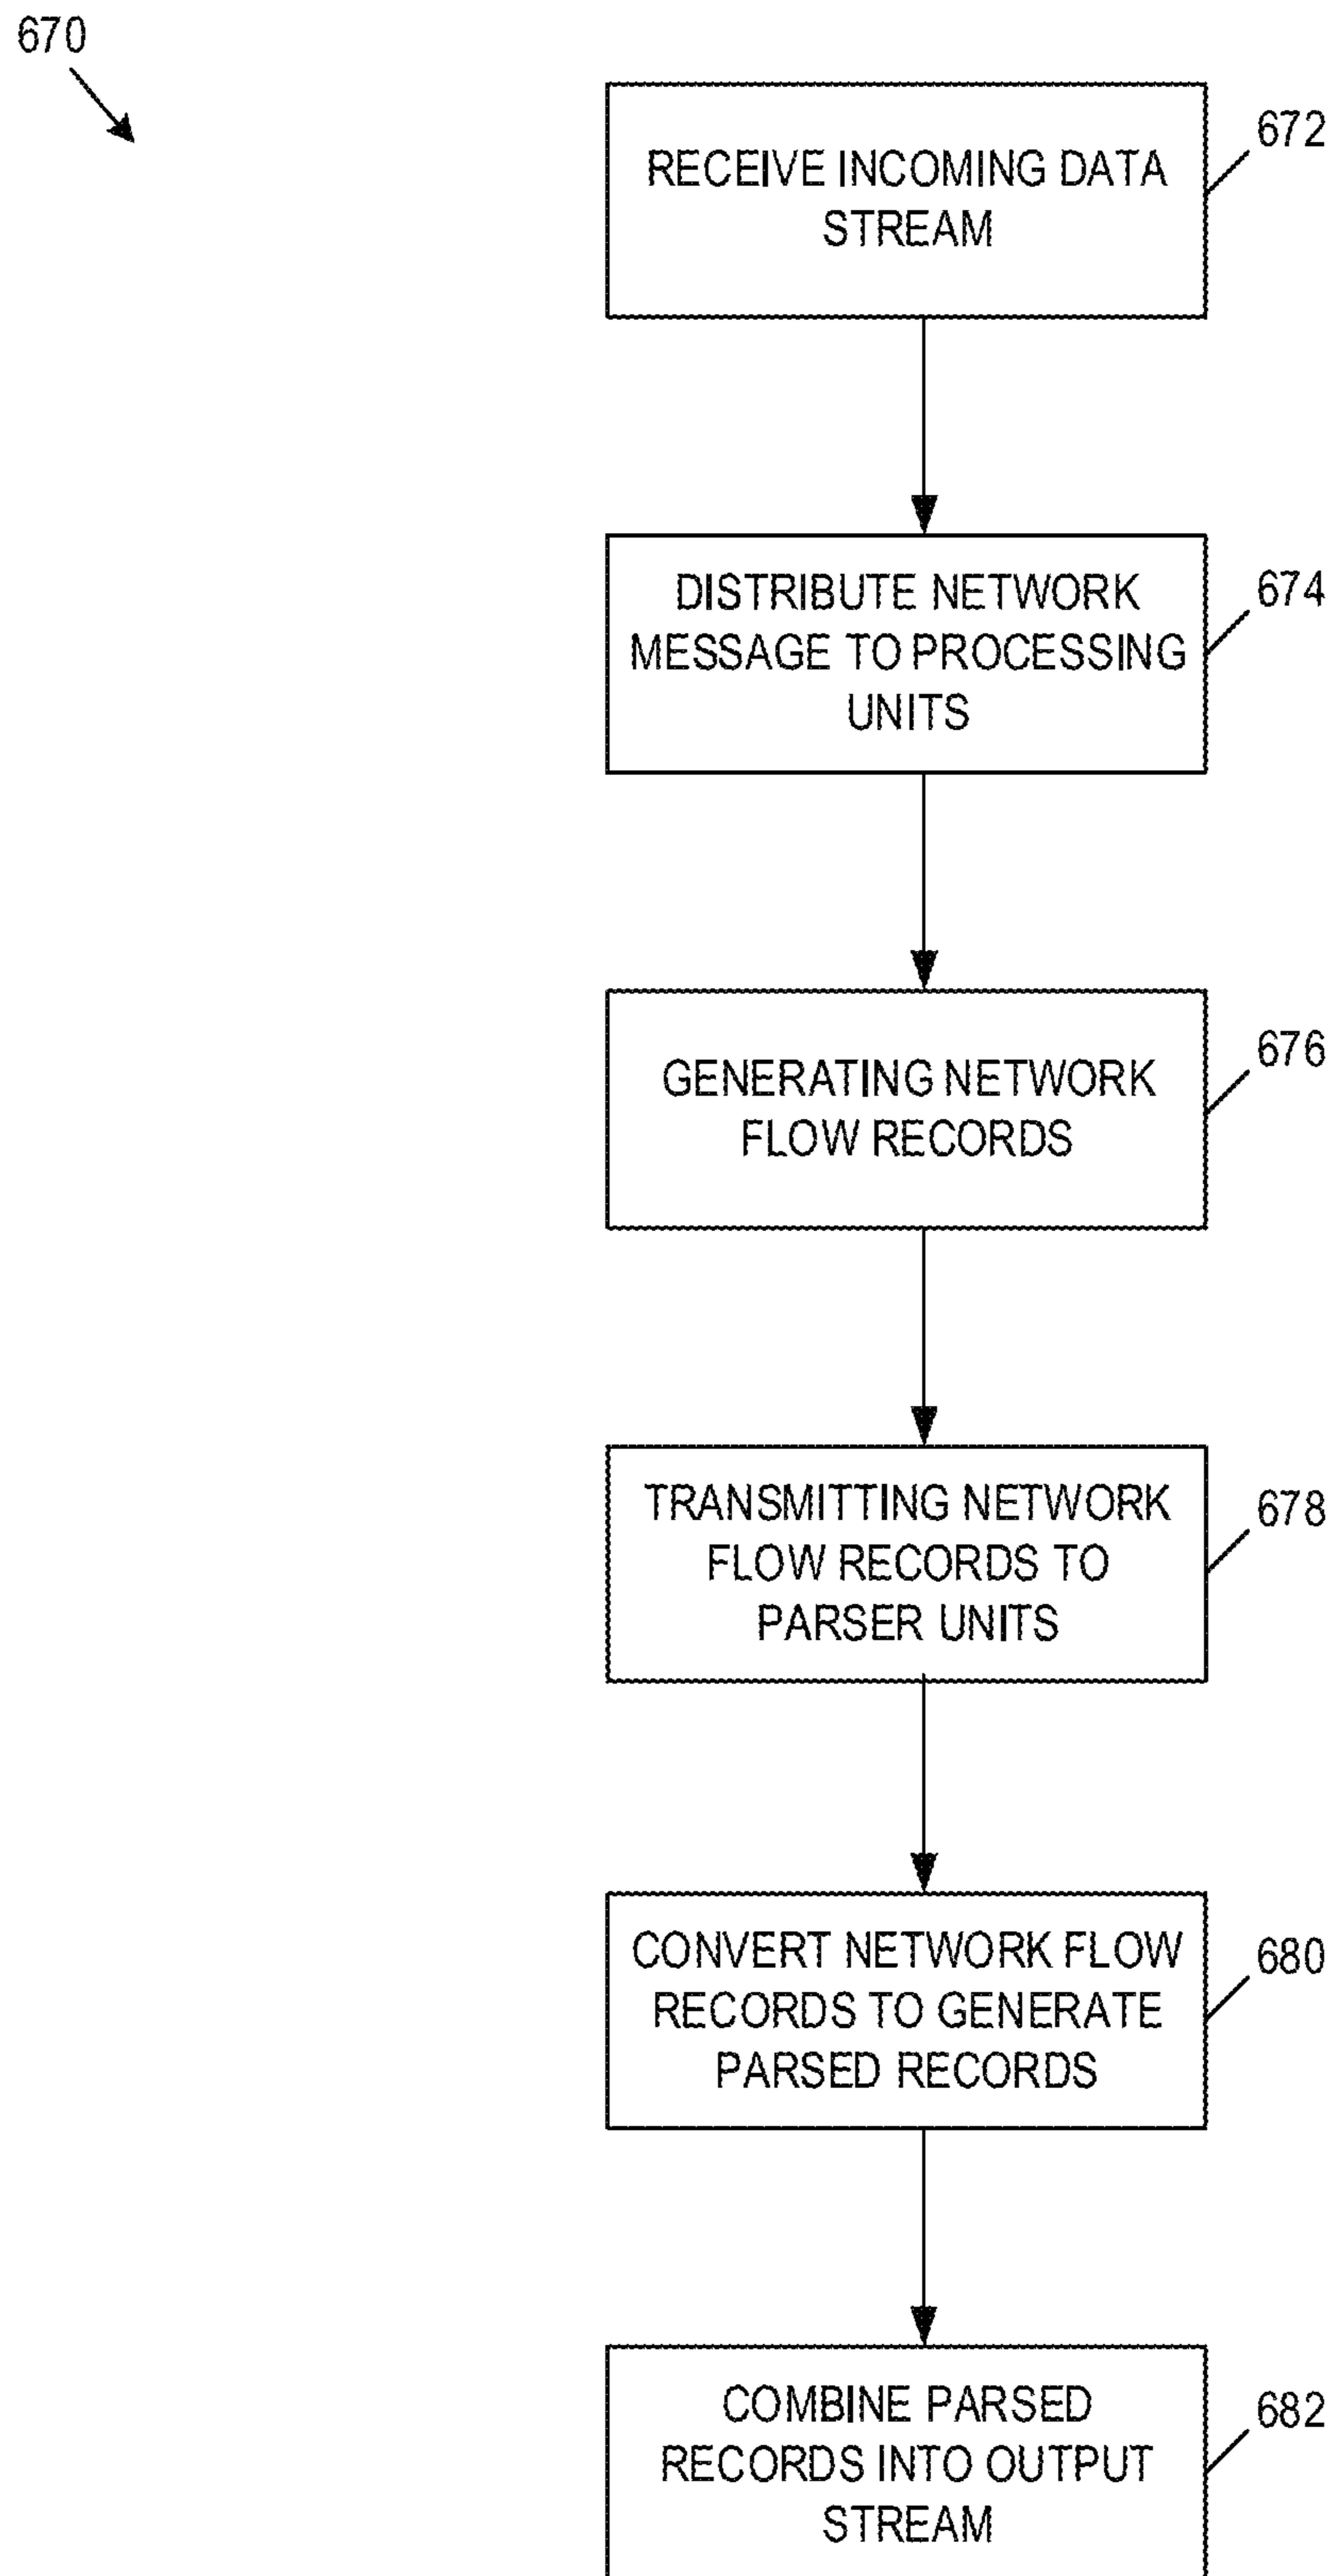 670
RECEIVE INCOMING DATA
STREAM
672
DISTRIBUTE NETWORK
MESSAGE TO PROCESSING
UNITS
674
GENERATING NETWORK
FLOW RECORDS
676
TRANSMITTING NETWORK
FLOW RECORDS TO
PARSER UNITS
678
CONVERT NETWORK FLOW
RECORDS TO GENERATE
PARSED RECORDS
680
COMBINE PARSED
RECORDS INTO OUTPUT
STREAM
682